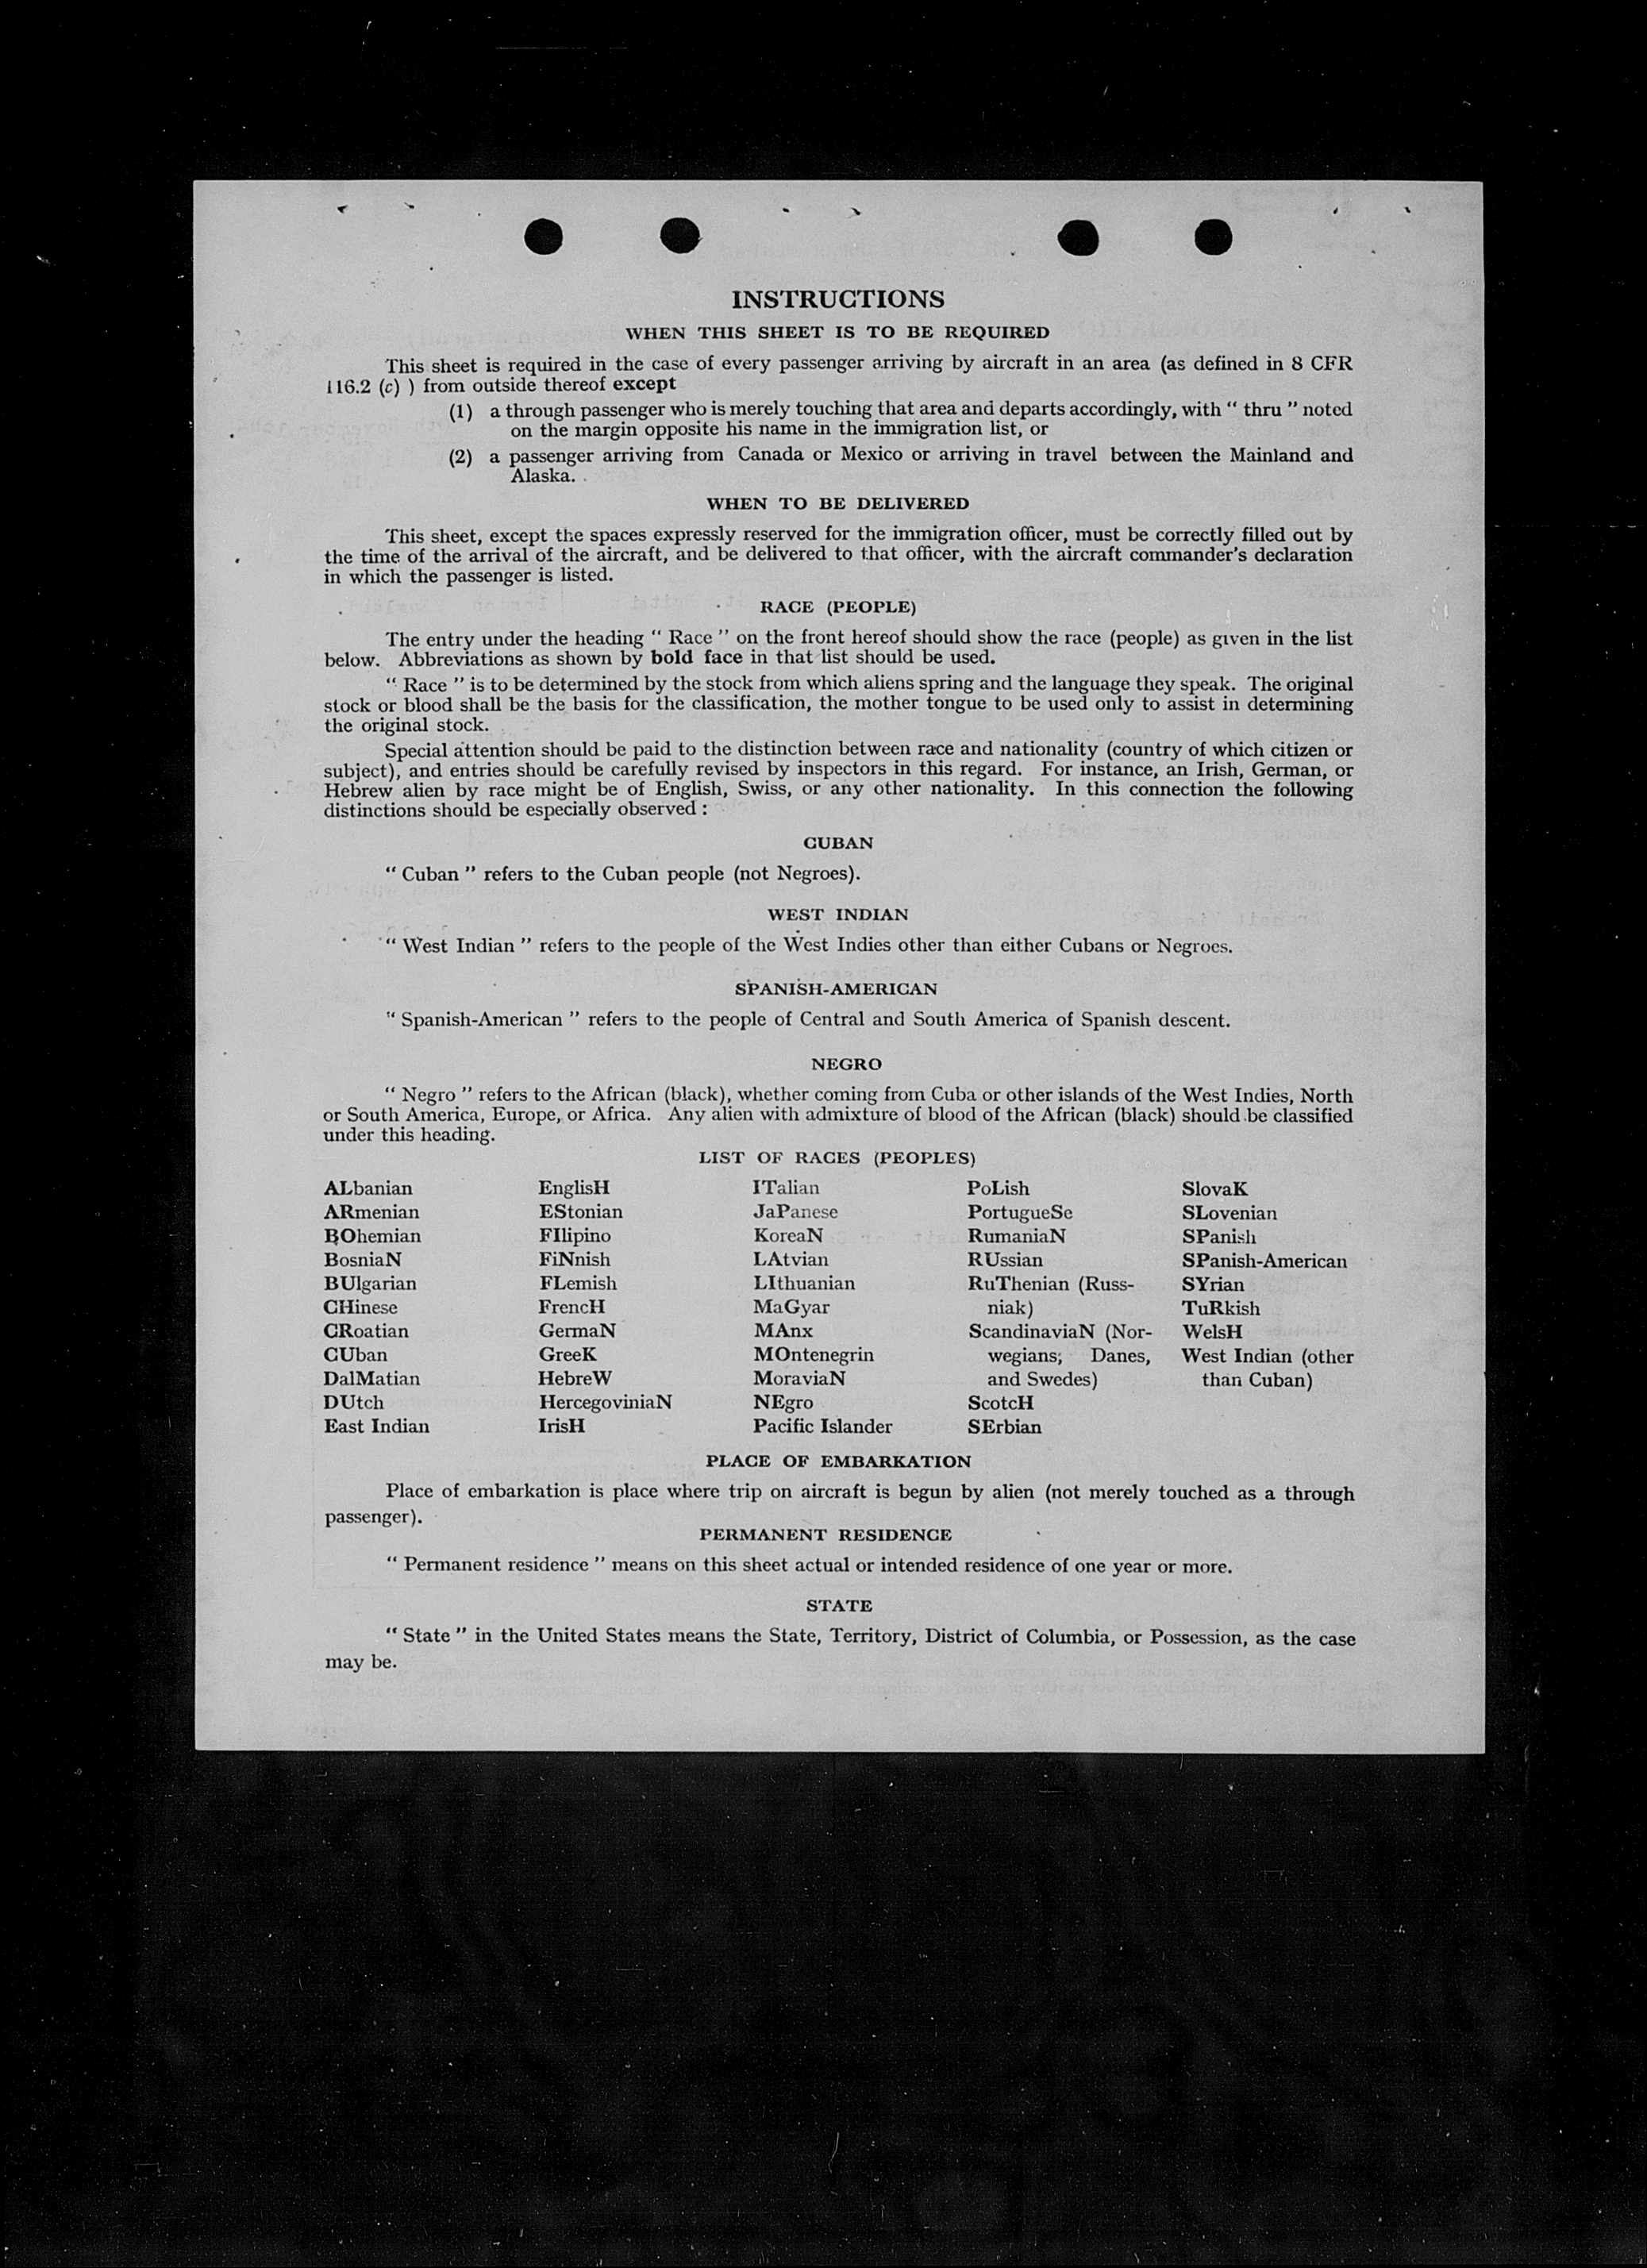 INSTRUCTIONS
WHEN THIS SHEET IS TO BE REQUIRED
This sheet is required in the case of every passenger arriving by aircraft in an area (as defined in 8 CFR
116.2 (c) ) from outside thereof except
(1) a through passenger who is merely touching that area and departs accordingly, with “ thru ” noted
on the margin opposite his name in the immigration list, or
(2) a passenger arriving from Canada or Mexico or arriving in travel between the Mainland and
Alaska.
WHEN TO BE DELIVERED
This sheet, except the spaces expressly reserved for the immigration officer, must be correctly filled out by
the time of the arrival of the aircraft, and be delivered to that officer, with the aircraft commander's declaration
in which the passenger is listed.
RACE (PEOPLE)
The entry under the heading “ Race ” on the front hereof should show the race (people) as given in the list
below. Abbreviations as shown by bold face in that list should be used.
“ Race ” is to be determined by the stock from which aliens spring and the language they speak. The original
stock or blood shall be the basis for the classification, the mother tongue to be used only to assist in determining
the original stock.
Special attention should be paid to the distinction between race and nationality (country of which citizen or
subject), and entries should be carefully revised by inspectors in this regard. For instance, an Irish, German, or
Hebrew alien by race might be of English, Swiss, or any other nationality. In this connection the following
distinctions should be especially observed :
CUBAN
“ Cuban ” refers to the Cuban people (not Negroes).
WEST INDIAN
“ West Indian ” refers to the people of the West Indies other than either Cubans or Negroes.
SPANISH-AMERICAN
“ Spanish-American ” refers to the people of Central and South America of Spanish descent.
NEGRO
“ Negro ” refers to the African (black), whether coming from Cuba or other islands of the West Indies, North
or South America, Europe, or Africa. Any alien with admixture of blood of the African (black) should be classified
under this heading.
LIST OF RACES (PEOPLES)
ALbanian EnglisH ITalian PoLish SlovaK
ARmenian EStonian JaPanese PortugueSe SLovenian
BOhemian FIlipino KoreaN RumaniaN SPanish
BosniaN FiNnish LAtvian RUssian SPanish-American
BUlgarian FLemish LIthuanian RuThenian (Russ- SYrian
CHinese FrencH MaGyar niak) TuRkish
CRoatian GermaN MAnx ScandinaviaN (Nor- WelsH
CUban GreeK MOntenegrin wegians; Danes, West Indian (other
DalMatian HebreW MoraviaN and Swedes) than Cuban)
DUtch HercegoviniaN NEgro ScotcH
East Indian IrisH Pacific Islander SErbian
PLACE OF EMBARKATION
Place of embarkation is place where trip on aircraft is begun by alien (not merely touched as a through
passenger).
PERMANENT RESIDENCE
“ Permanent residence ” means on this sheet actual or intended residence of one year or more.
STATE
“ State ” in the United States means the State, Territory, District of Columbia, or Possession, as the case
may be.